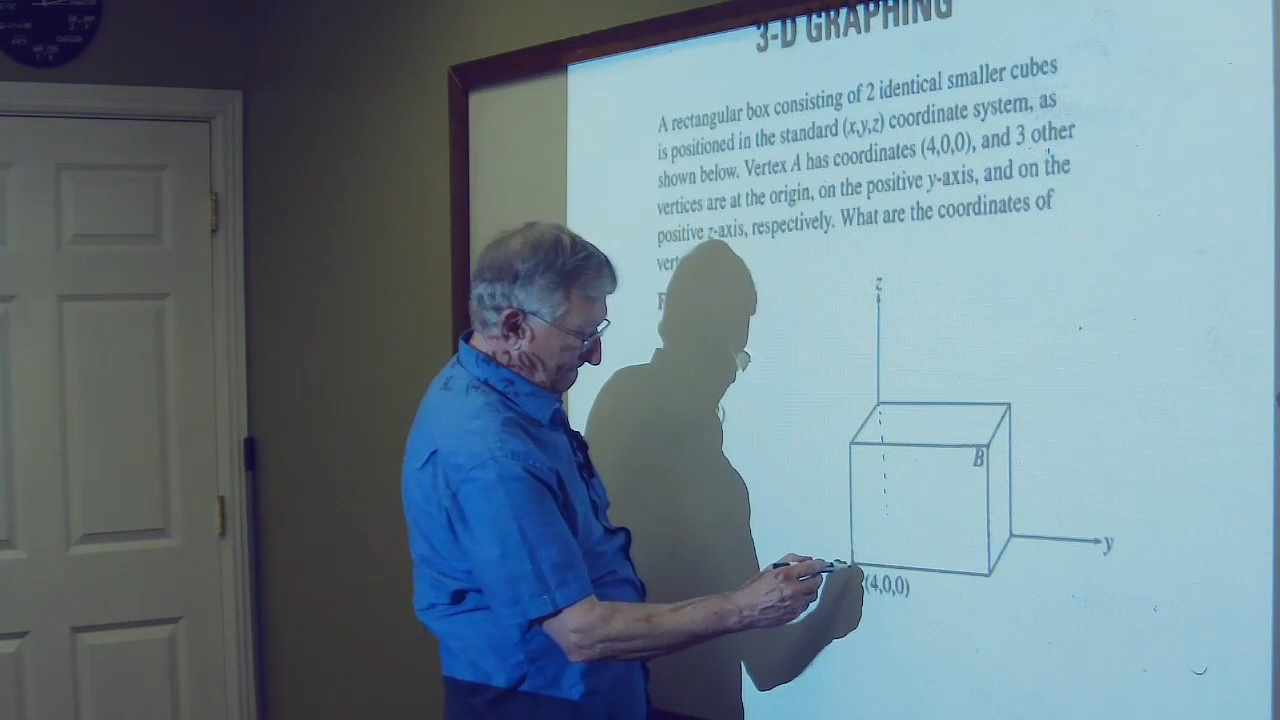 3-D GRAPHING
A rectangular box consisting of 2 identical smaller cubes
is positioned in the standard (x,y,z) coordinate system, as
shown below. Vertex A has coordinates (4,0,0), and 3 other
vertices are at the origin, on the positive y-axis, and on the
positive z-axis, respectively. What are the coordinates of
z
B
y
(4,0,0)